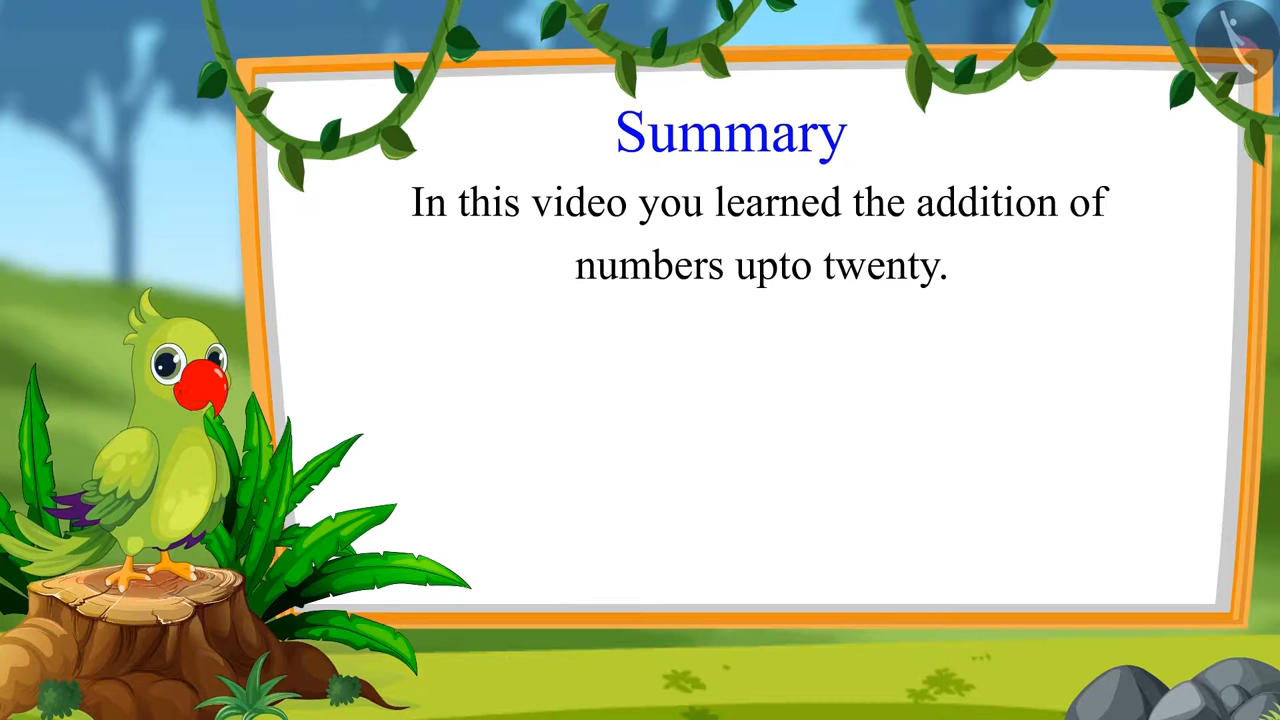 Summary
In this video you learned the addition of
numbers upto twenty.